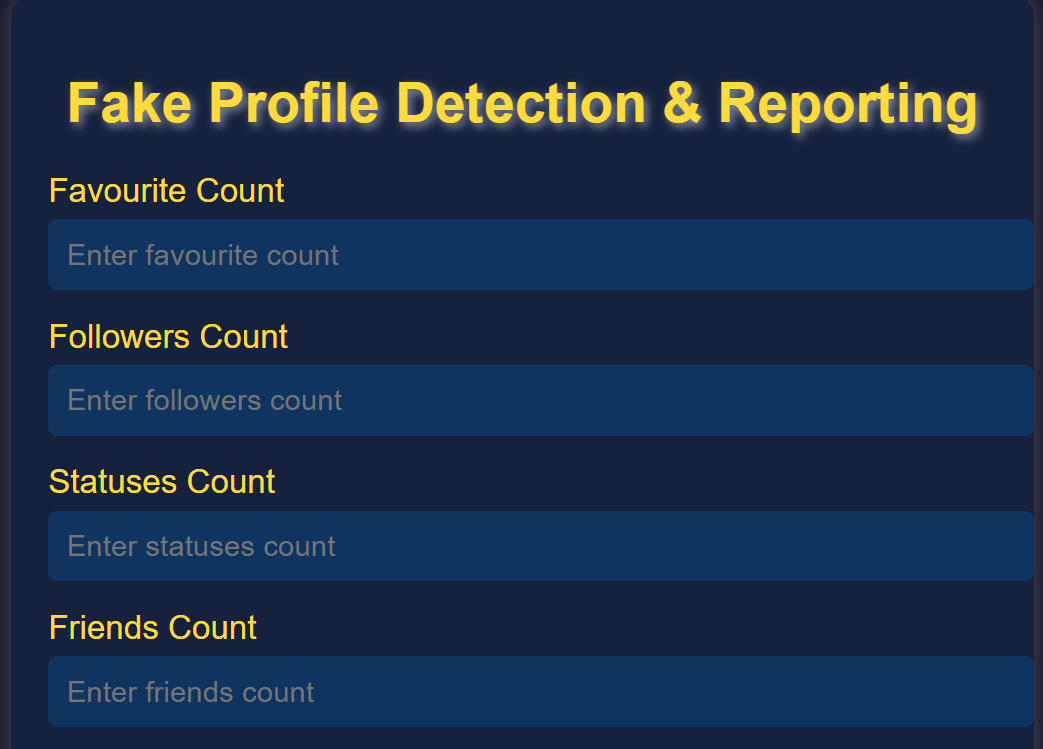 Fake Profile Detection & Reporting
Favourite Count
Enter favourite count
Followers Count
Enter followers count
Statuses Count
Enter statuses count
Friends Count
Enter friends count